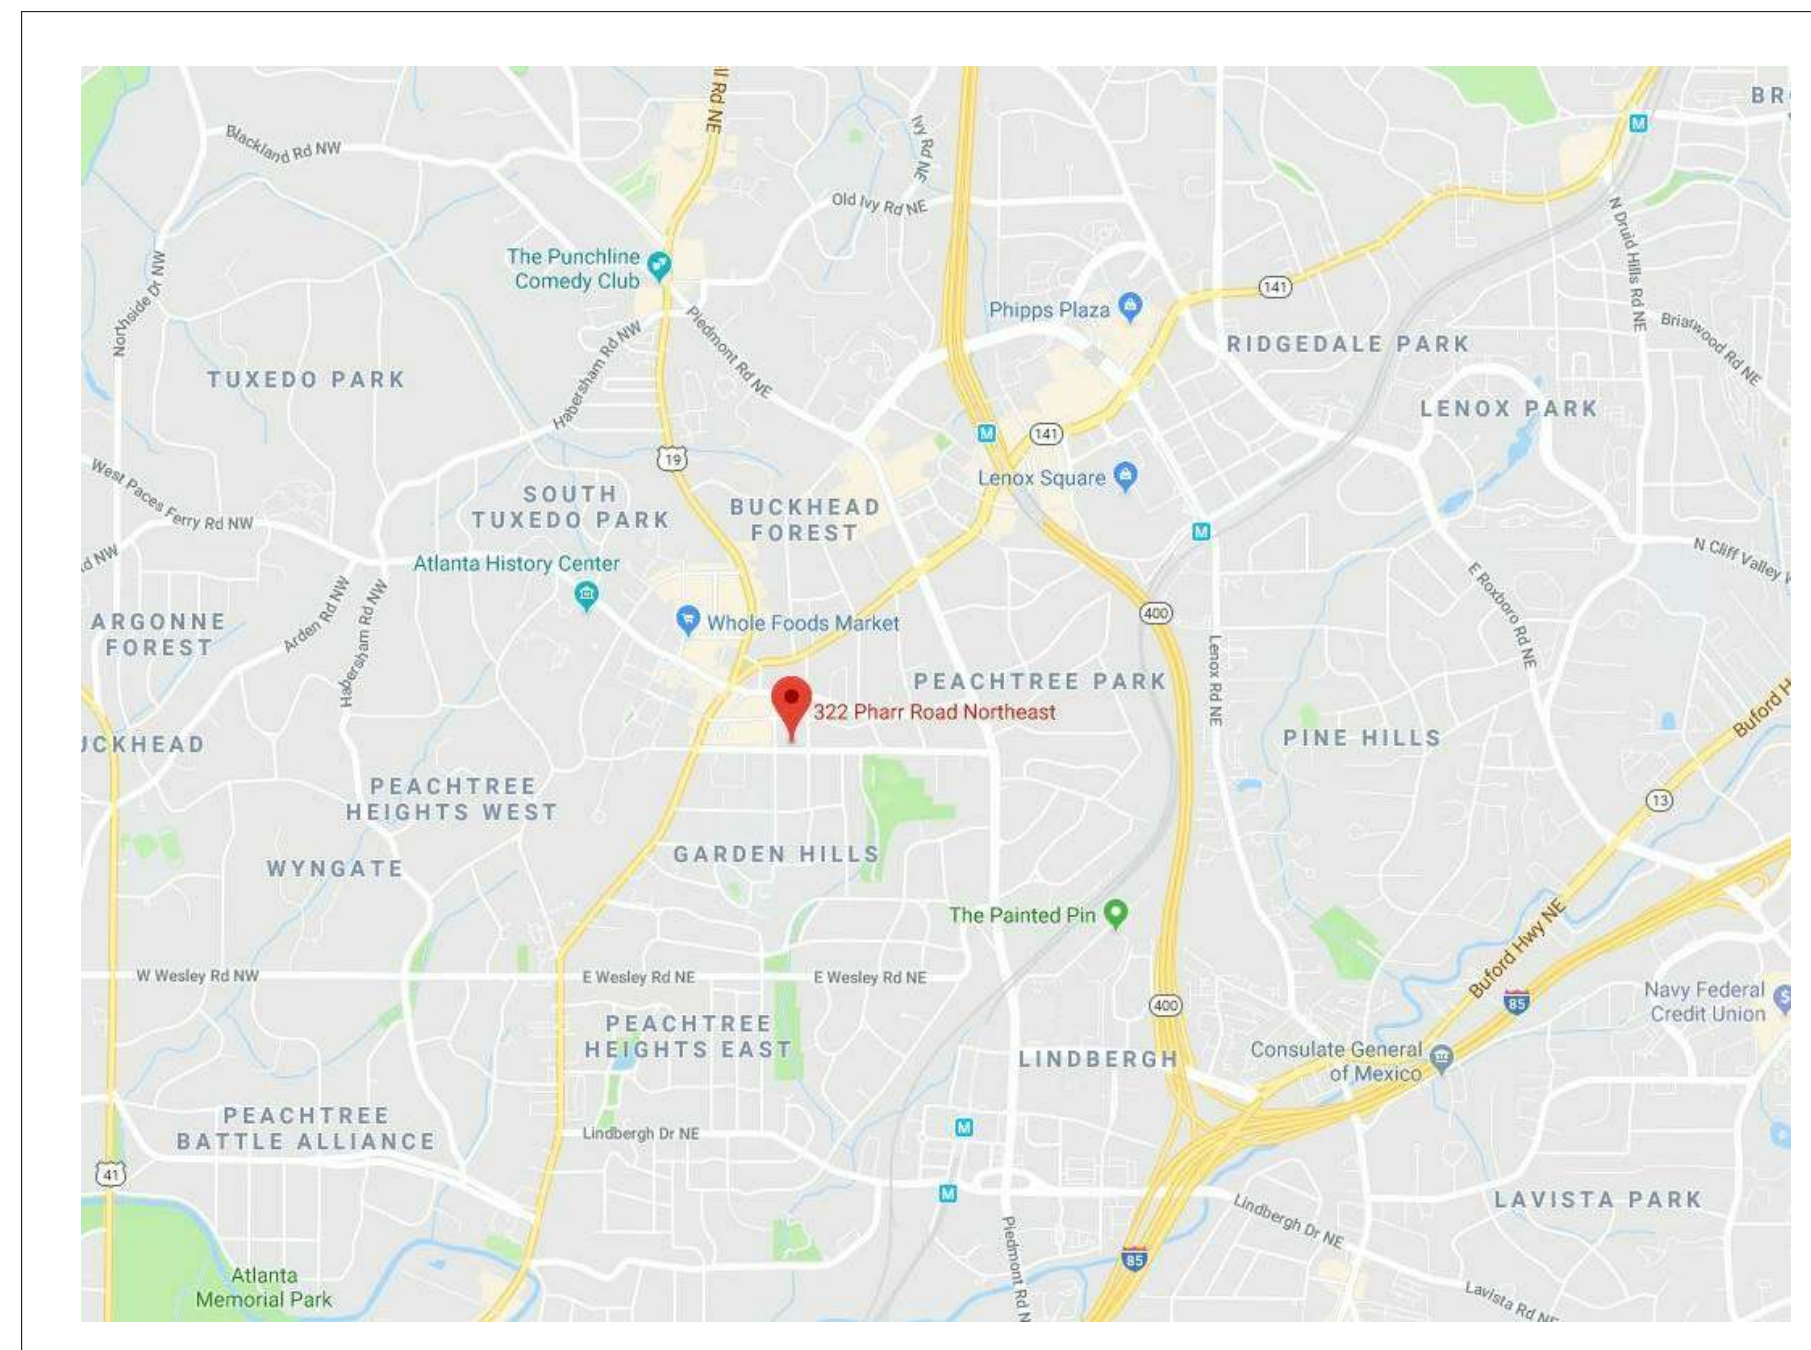 ll Rd NE
BR
M
Blackland Rd NW
Ivy Rd NE
Old Ivy Rd NE
N Druid Hills Rd NE
The Punchline
Comedy Club
Northside Dr NW
141
Phipps Plaza
Piedmont Rd NE
Habersham Rd NW
RIDGEDALE PARK
Briarwood Rd NE
TUXEDO PARK
LENOX PARK
M
141
19
West Paces Ferry Rd NW
Lenox Square
SOUTH
TUXEDO PARK
BUCKHEAD
FOREST
M
d NW
N Cliff Valley
Atlanta History Center
E Roxboro Rd NE
ARGONNE
FOREST
Arden Rd NW
Habersham Rd NW
Whole Foods Market
400
Lenox Rd NE
PEACHTREE PARK
322 Pharr Road Northeast
Buford H
UCKHEAD
PINE HILLS
PEACHTREE
HEIGHTS WEST
13
WYNGATE
GARDEN HILLS
The Painted Pin
Buford Hwy NE
W Wesley Rd NW
E Wesley Rd NE
E Wesley Rd NE
400
85
Navy Federal
Credit Union
$
PEACHTREE
HEIGHTS EAST
LINDBERGH
Consulate General
of Mexico
PEACHTREE
BATTLE ALLIANCE
Lindbergh Dr NE
M
41
M
Lindbergh Dr NE
LAVISTA PARK
Piedmont Rd N
85
Atlanta
Memorial Park
Lavista Rd NE